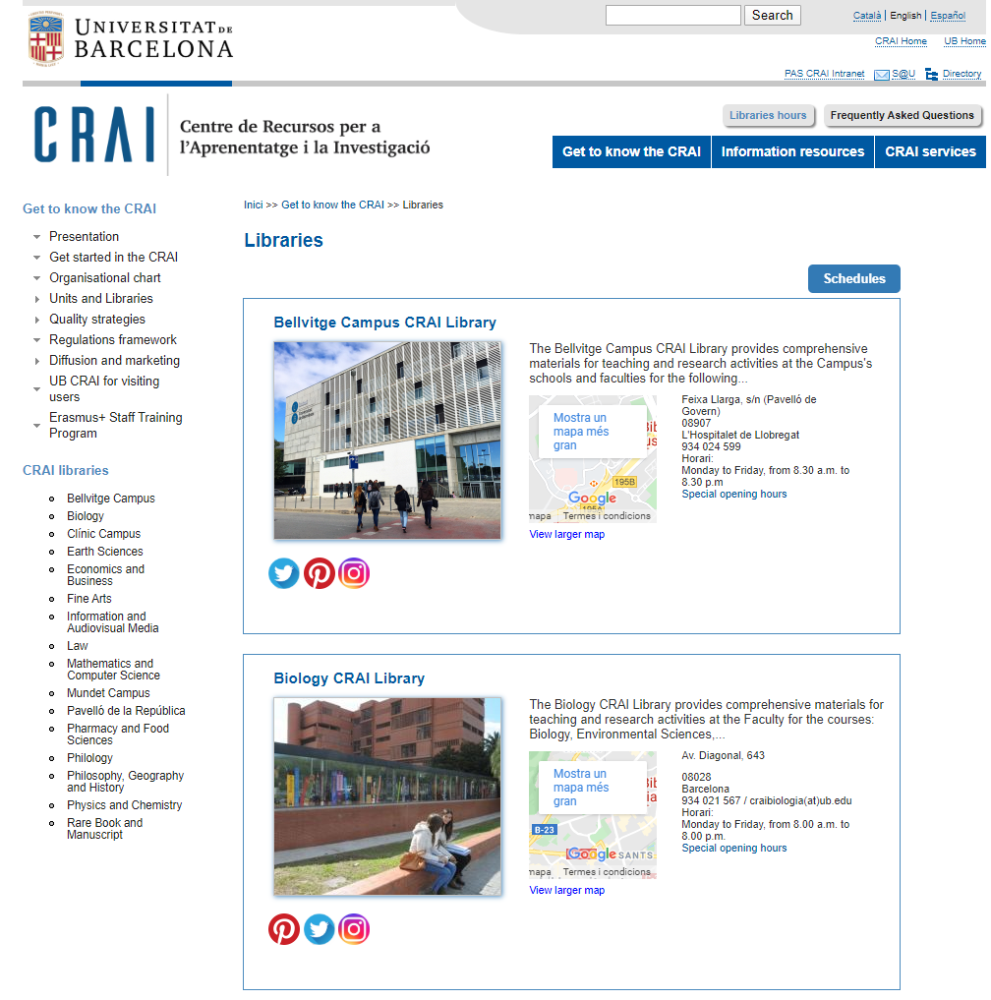 UNIVERSITAT DE
BARCELONA
Search
Català | English | Español
CRAI Home UB Home
PAS CRAI Intranet S@U Directory
CRAI
Centre de Recursos per a
l'Aprenentatge i la Investigació
Libraries hours Frequently Asked Questions
Get to know the CRAI Information resources CRAI services
Get to know the CRAI
Presentation
Get started in the CRAI
Organisational chart
Units and Libraries
Quality strategies
Regulations framework
Diffusion and marketing
UB CRAI for visiting
users
Erasmus+ Staff Training
Program
CRAI libraries
Bellvitge Campus
Biology
Clínic Campus
Earth Sciences
Economics and
Business
Fine Arts
Information and
Audiovisual Media
Law
Mathematics and
Computer Science
Mundet Campus
Pavelló de la República
Pharmacy and Food
Sciences
Philology
Philosophy, Geography
and History
Physics and Chemistry
Rare Book and
Manuscript
Inici >> Get to know the CRAI >> Libraries
Libraries
Schedules
Bellvitge Campus CRAI Library
The Bellvitge Campus CRAI Library provides comprehensive
materials for teaching and research activities at the Campus's
schools and faculties for the following...
Mostra un
mapa més
gran
Bib
us
195B
Google
195A
mapa Termes i condicions
View larger map
Feixa Llarga, s/n (Pavelló de
Govern)
08907
L'Hospitalet de Llobregat
934 024 599
Horari:
Monday to Friday, from 8.30 a.m. to
8.30 p.m
Special opening hours
Biology CRAI Library
The Biology CRAI Library provides comprehensive materials for
teaching and research activities at the Faculty for the courses:
Biology, Environmental Sciences,...
Mostra un
mapa més
gran
Bib
ia
B-23
Google SANTS
mapa Termes i condicions
View larger map
Av. Diagonal, 643
08028
Barcelona
934 021 567 / craibiologia(at)ub.edu
Horari:
Monday to Friday, from 8.00 a.m. to
8.00 p.m.
Special opening hours